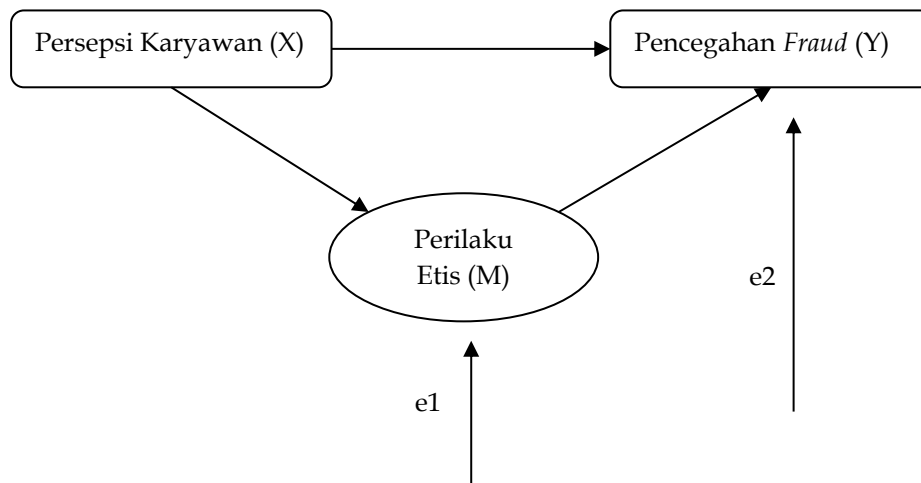 Persepsi Karyawan (X)
Pencegahan Fraud (Y)
Perilaku
Etis (M)
e2
e1